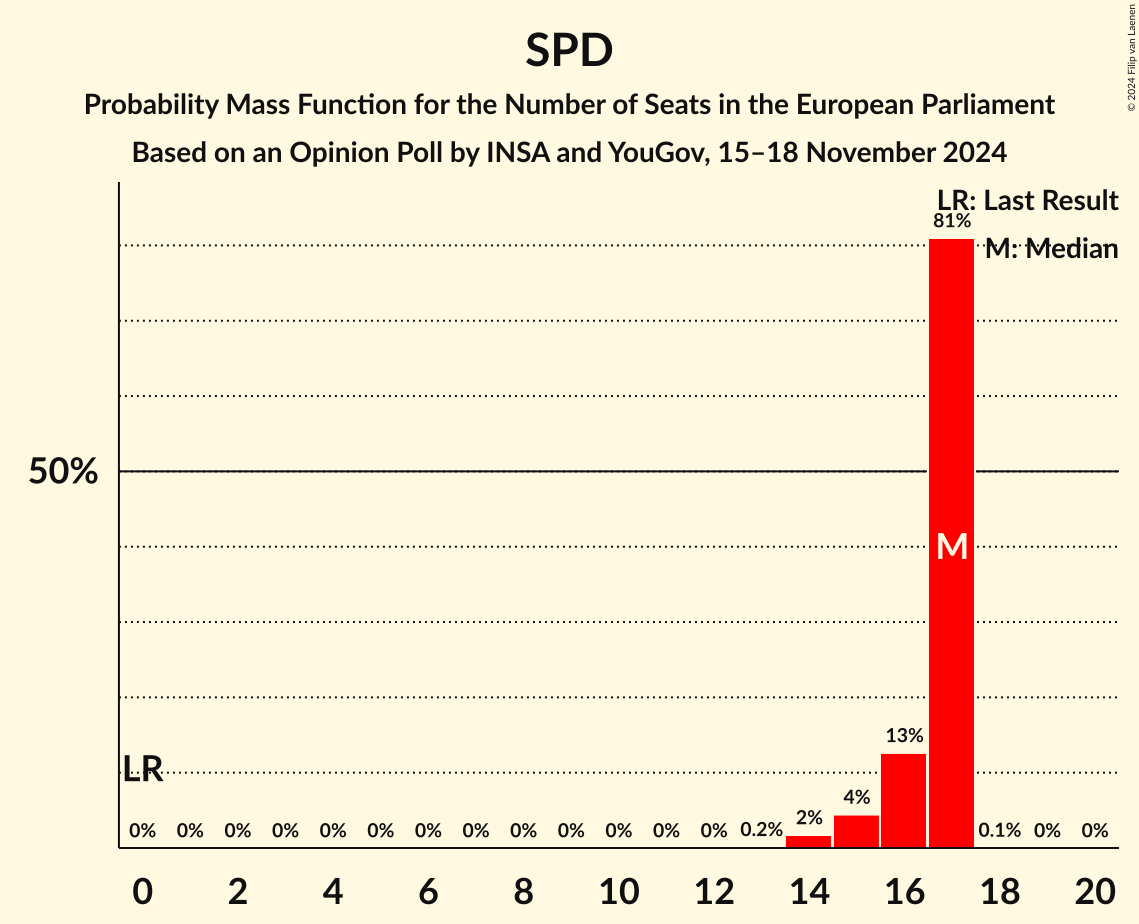 SPD
Probability Mass Function for the Number of Seats in the European Parliament
Based on an Opinion Poll by INSA and YouGov, 15–18 November 2024
© 2024 Filip van Laenen
LR: Last Result
M: Median
81%
50%
M
13%
LR
4%
2%
0% 0% 0% 0% 0% 0% 0% 0% 0% 0% 0% 0% 0% 0.2% 0.1% 0% 0%
0 2 4 6 8 10 12 14 16 18 20